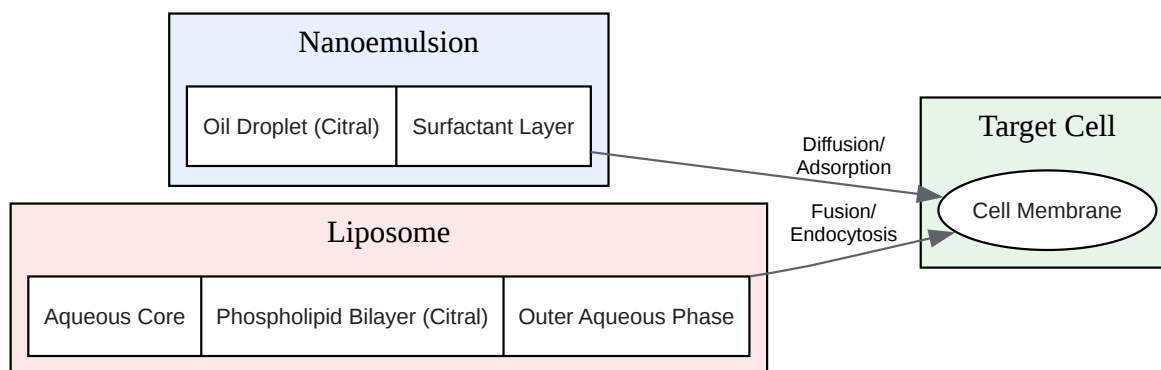 Nanoemulsion
Oil Droplet (Citral)
Surfactant Layer
Diffusion/
Adsorption
Target Cell
Cell Membrane
Liposome
Aqueous Core
Phospholipid Bilayer (Citral)
Outer Aqueous Phase
Fusion/
Endocytosis